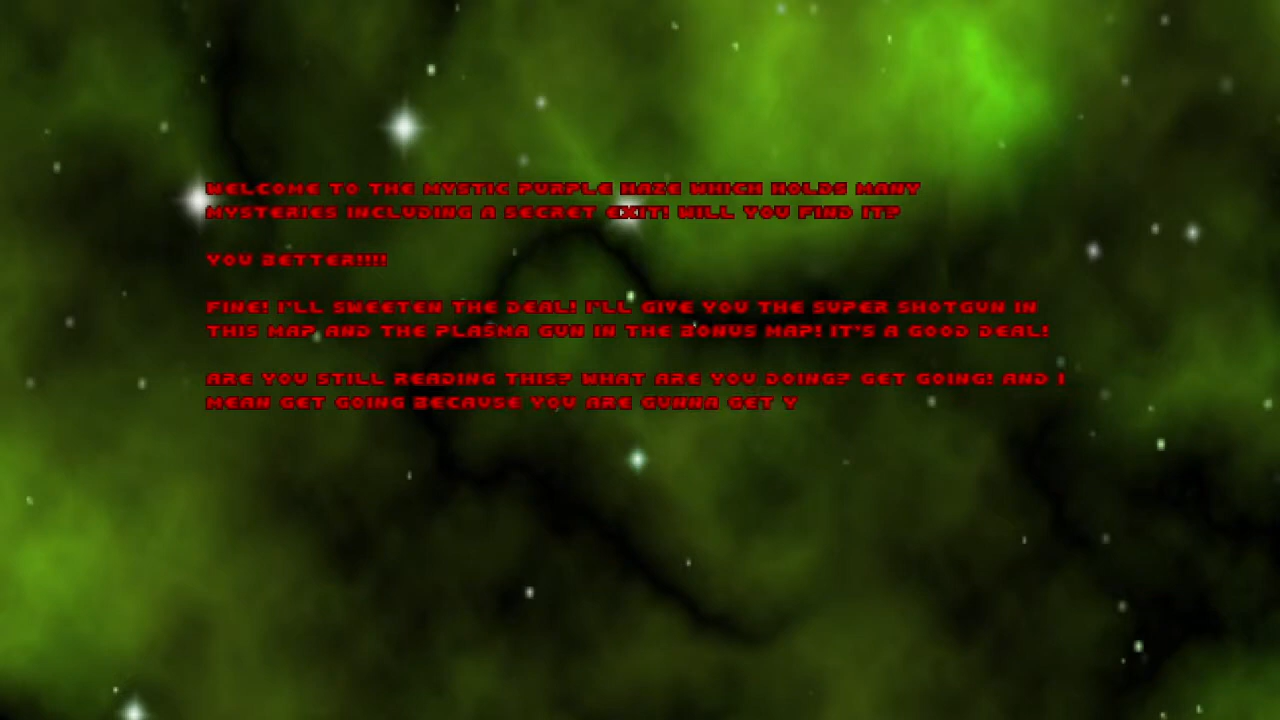 WELCOME TO THE MYSTIC PURPLE HAZE WHICH HOLDS MANY
MYSTERIES INCLUDING A SECRET EXIT! WILL YOU FIND IT?
YOU BETTER!!!!
FINE! I'LL SWEETEN THE DEAL! I'LL GIVE YOU THE SUPER SHOTGUN IN
THIS MAP AND THE PLASMA GUN IN THE BONUS MAP! IT'S A GOOD DEAL!
ARE YOU STILL READING THIS? WHAT ARE YOU DOING? GET GOING! AND I
MEAN GET GOING BECAUSE YOU ARE GUNNA GET Y